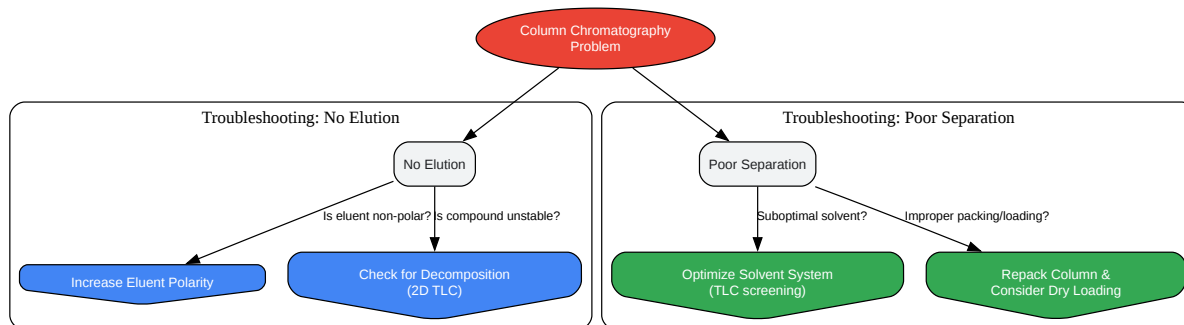 Column Chromatography
Problem
Troubleshooting: No Elution
Troubleshooting: Poor Separation
No Elution
Poor Separation
Is eluent non-polar?
Is compound unstable?
Suboptimal solvent?
Improper packing/loading?
Increase Eluent Polarity
Check for Decomposition
(2D TLC)
Optimize Solvent System
(TLC screening)
Repack Column &
Consider Dry Loading